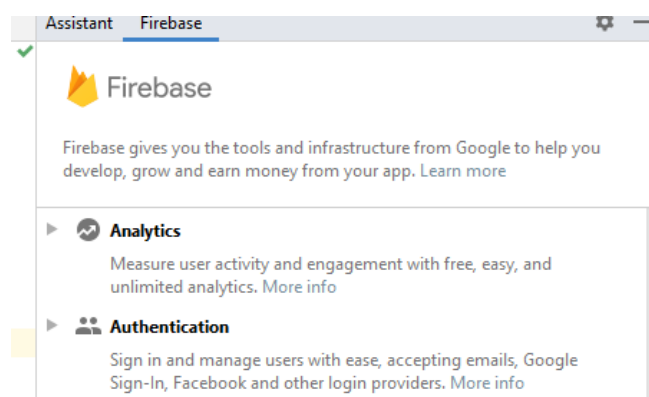 Assistant Firebase
Firebase
Firebase gives you the tools and infrastructure from Google to help you
develop, grow and earn money from your app. Learn more
Analytics
Measure user activity and engagement with free, easy, and
unlimited analytics. More info
Authentication
Sign in and manage users with ease, accepting emails, Google
Sign-In, Facebook and other login providers. More info